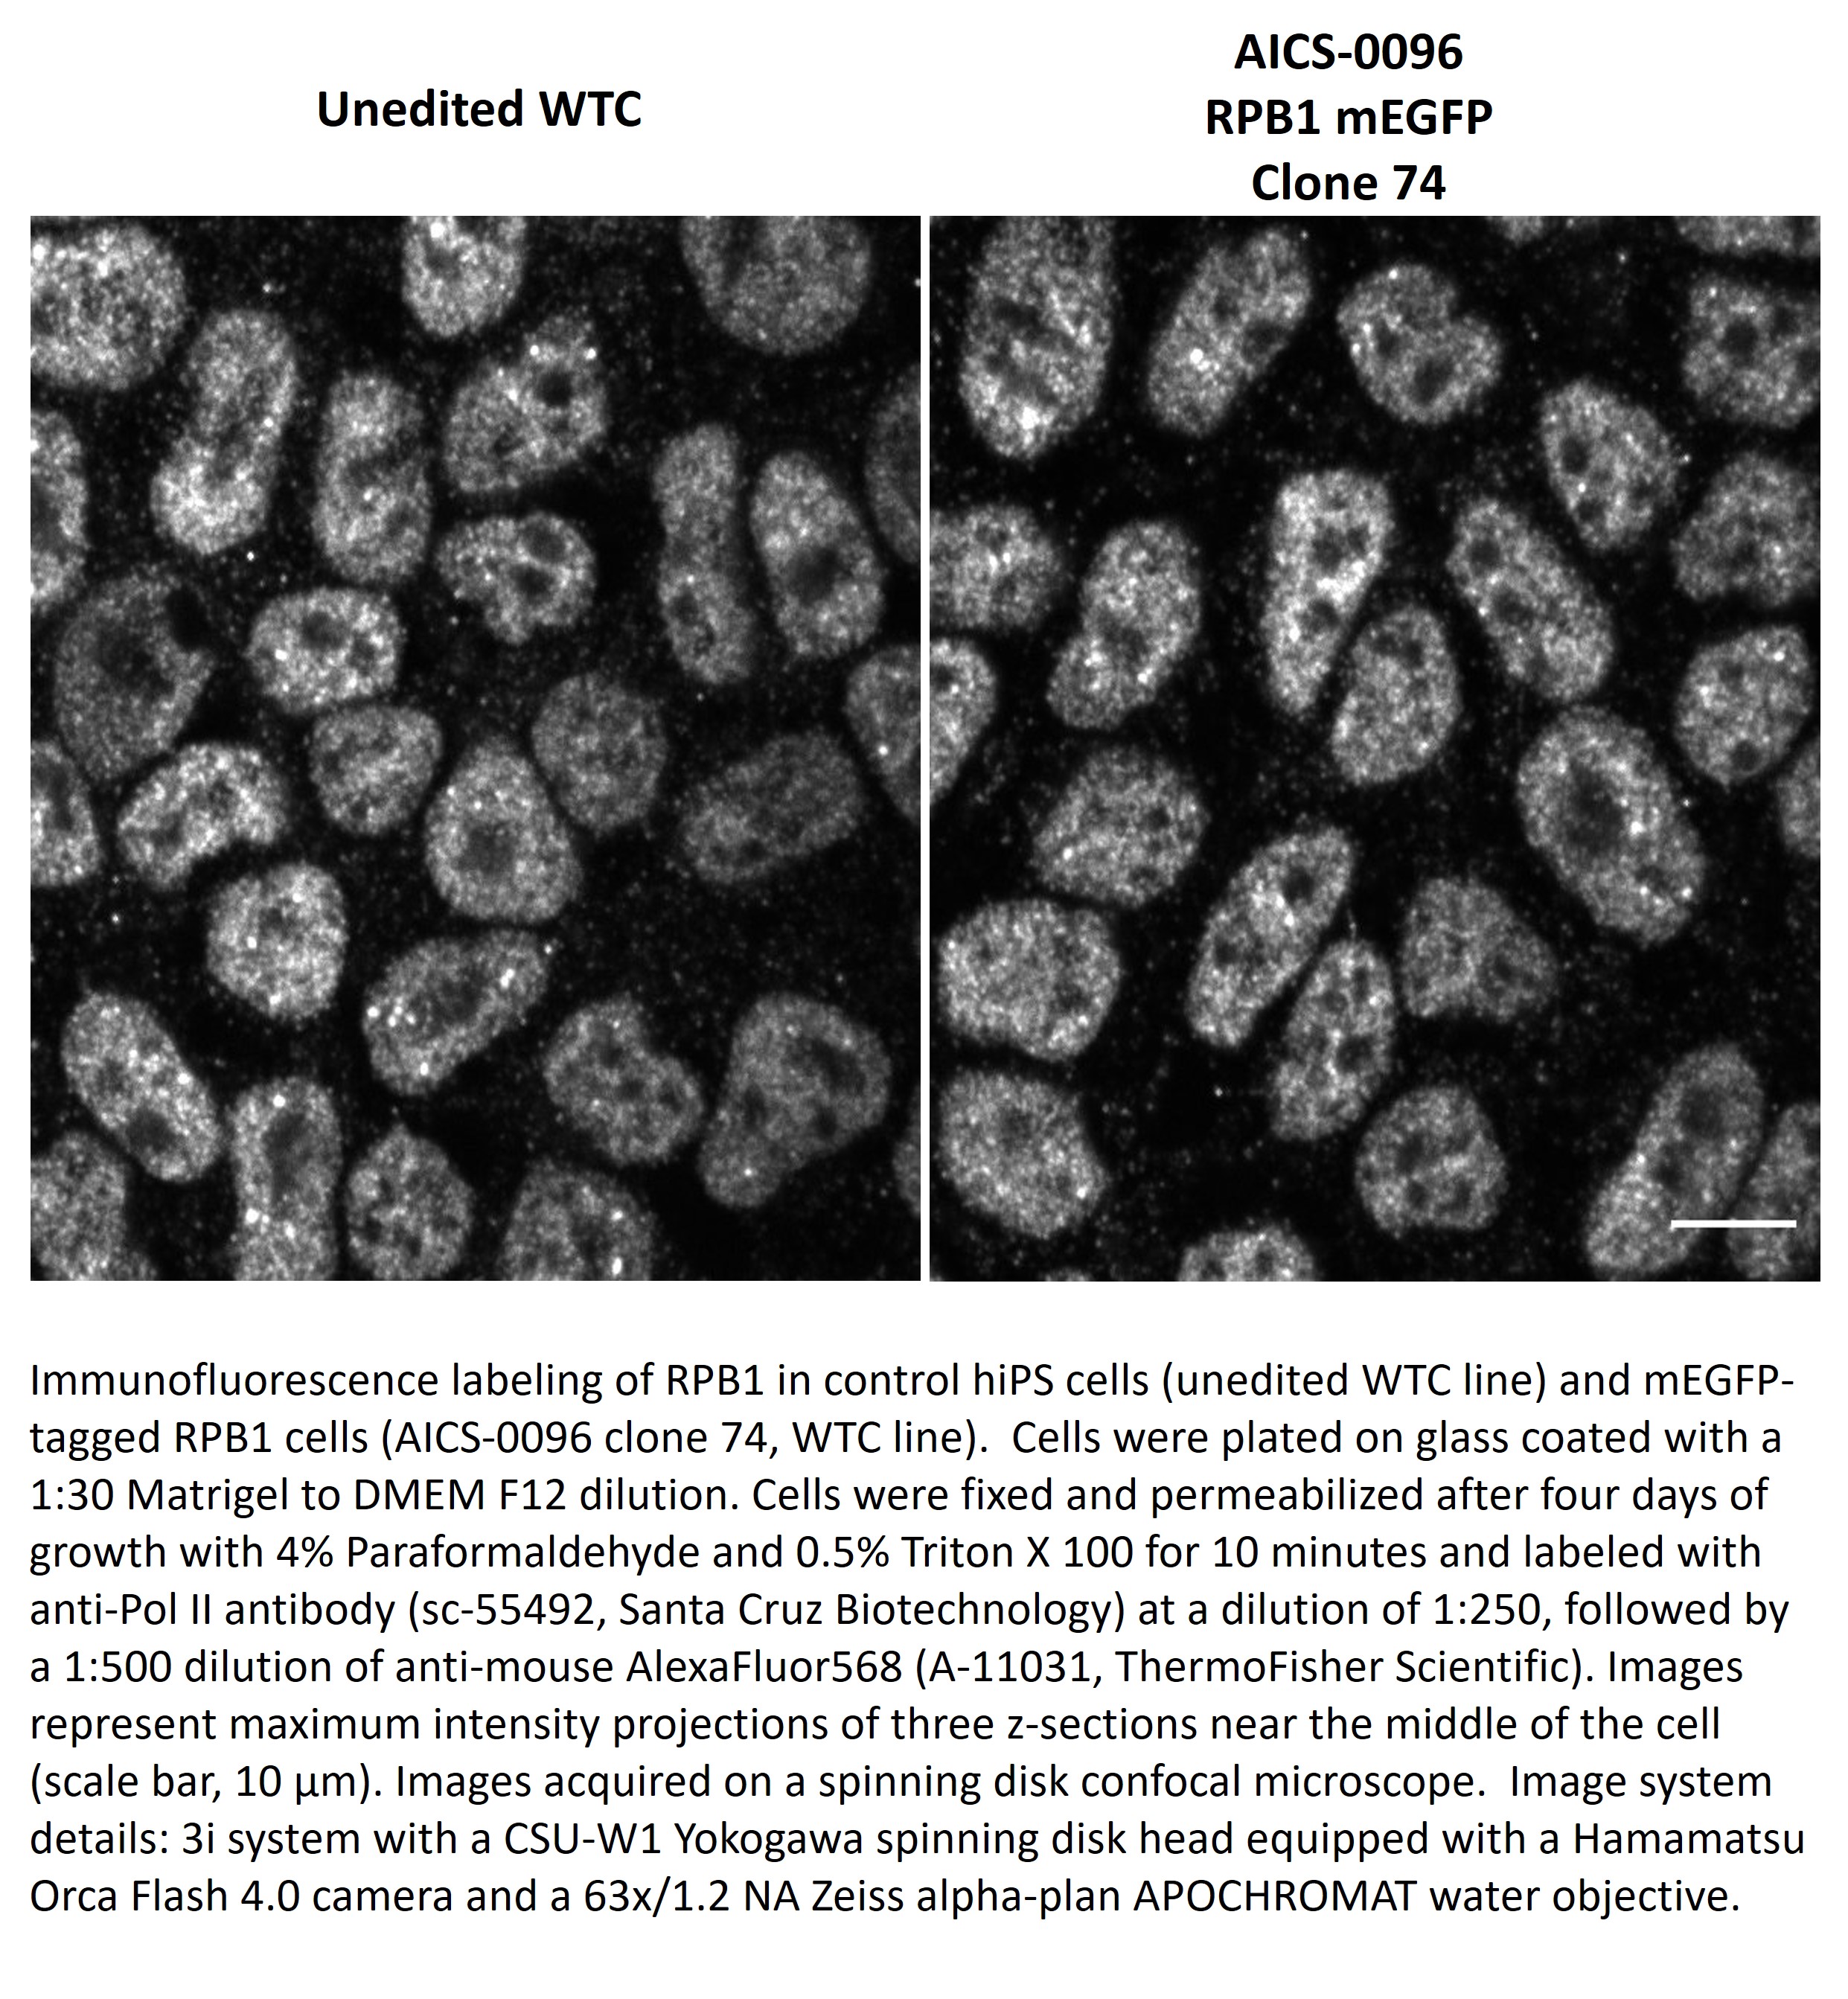 Unedited WTC
AICS-0096
RPB1 mEGFP
Clone 74
Immunofluorescence labeling of RPB1 in control hiPS cells (unedited WTC line) and mEGFP-
tagged RPB1 cells (AICS-0096 clone 74, WTC line).  Cells were plated on glass coated with a
1:30 Matrigel to DMEM F12 dilution. Cells were fixed and permeabilized after four days of
growth with 4% Paraformaldehyde and 0.5% Triton X 100 for 10 minutes and labeled with
anti-Pol II antibody (sc-55492, Santa Cruz Biotechnology) at a dilution of 1:250, followed by
a 1:500 dilution of anti-mouse AlexaFluor568 (A-11031, ThermoFisher Scientific). Images
represent maximum intensity projections of three z-sections near the middle of the cell
(scale bar, 10 μm). Images acquired on a spinning disk confocal microscope.  Image system
details: 3i system with a CSU-W1 Yokogawa spinning disk head equipped with a Hamamatsu
Orca Flash 4.0 camera and a 63x/1.2 NA Zeiss alpha-plan APOCHROMAT water objective.